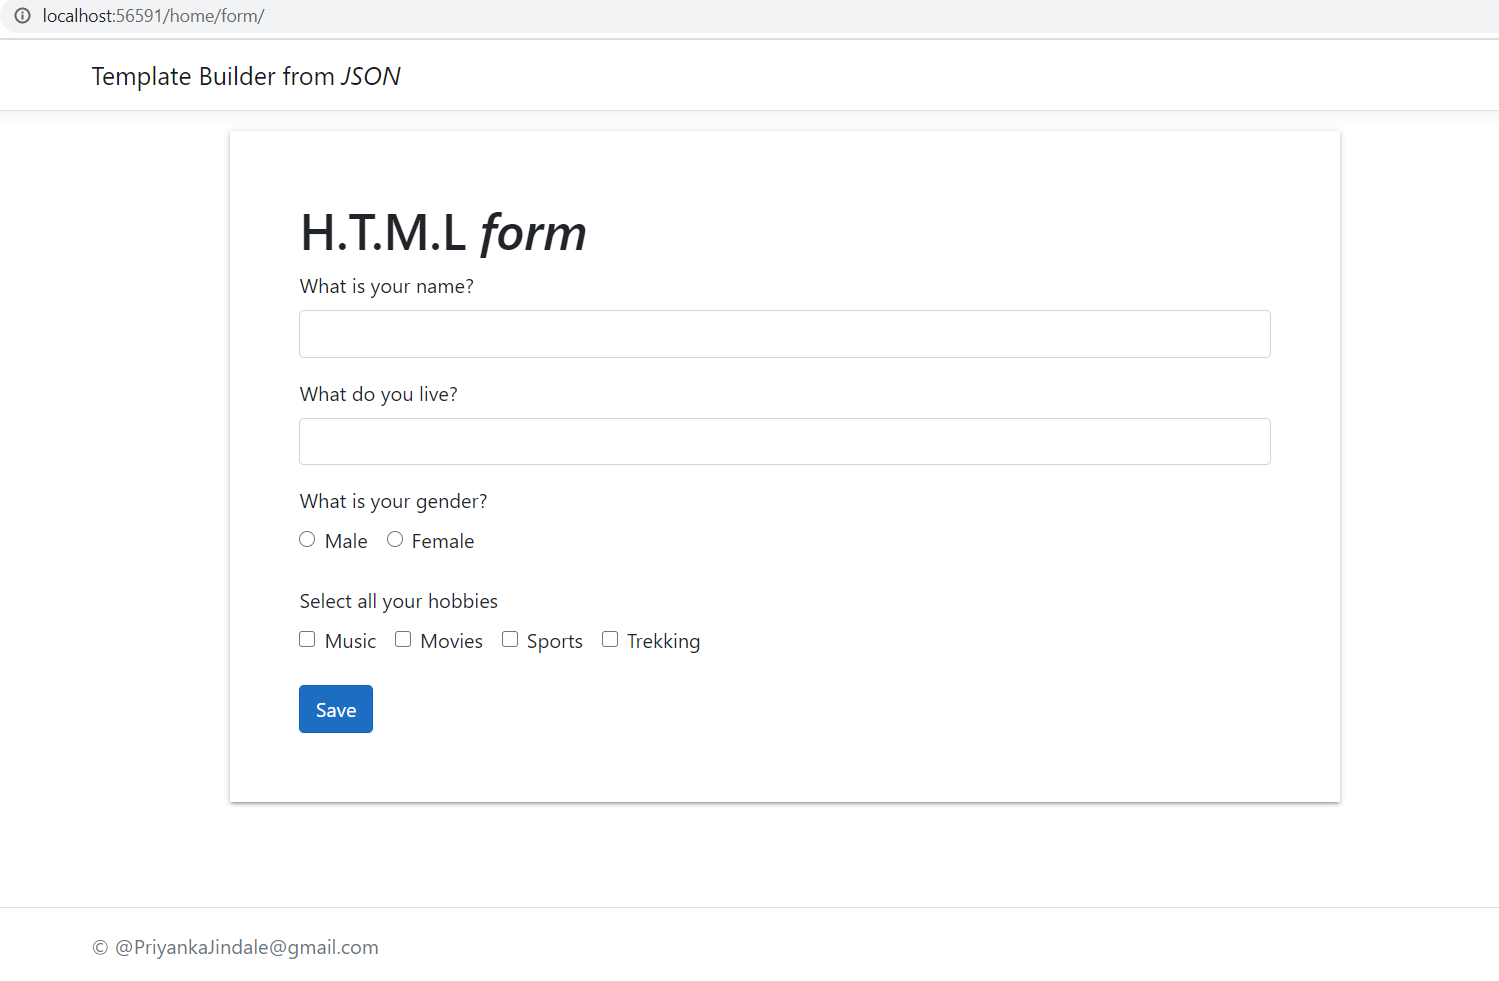 localhost:56591/home/form/
Template Builder from JSON
H.T.M.L form
What is your name?
What do you live?
What is your gender?
Male Female
Select all your hobbies
Music Movies Sports Trekking
Save
© @PriyankaJindale@gmail.com